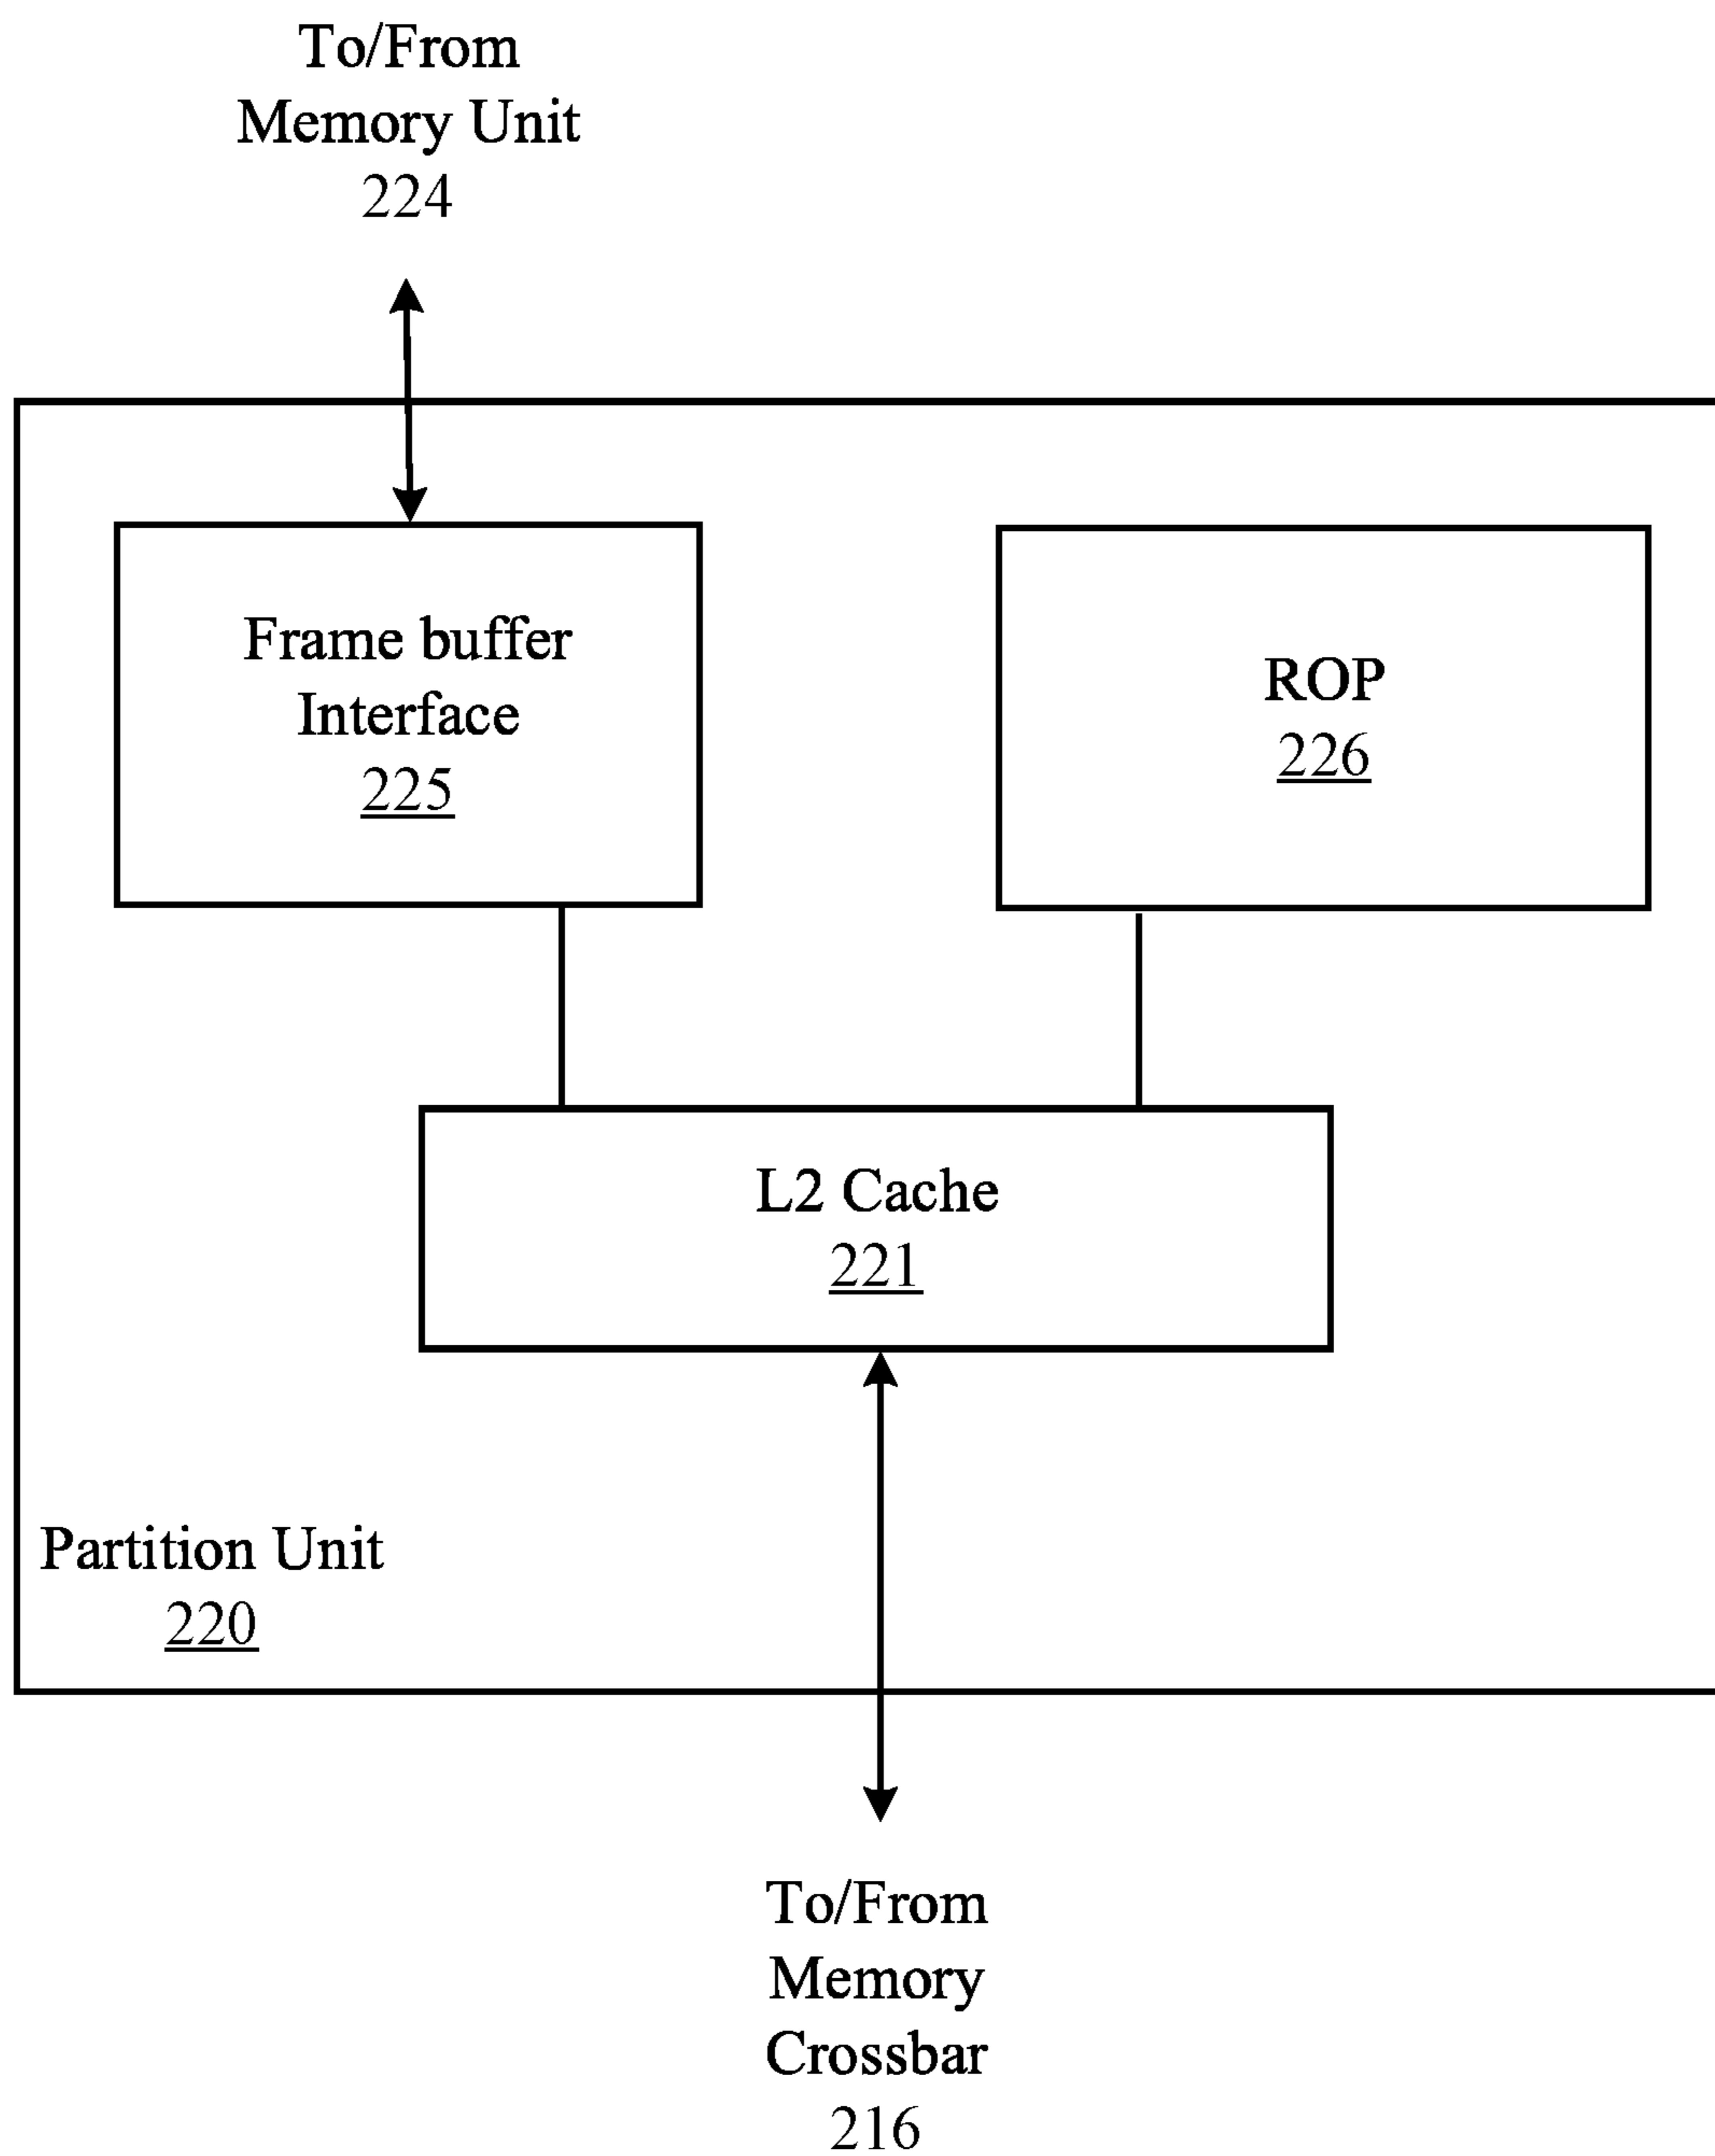 To/From
Memory Unit
224
Frame buffer
Interface
225
ROP
226
L2 Cache
221
Partition Unit
220
To/From
Memory
Crossbar
216